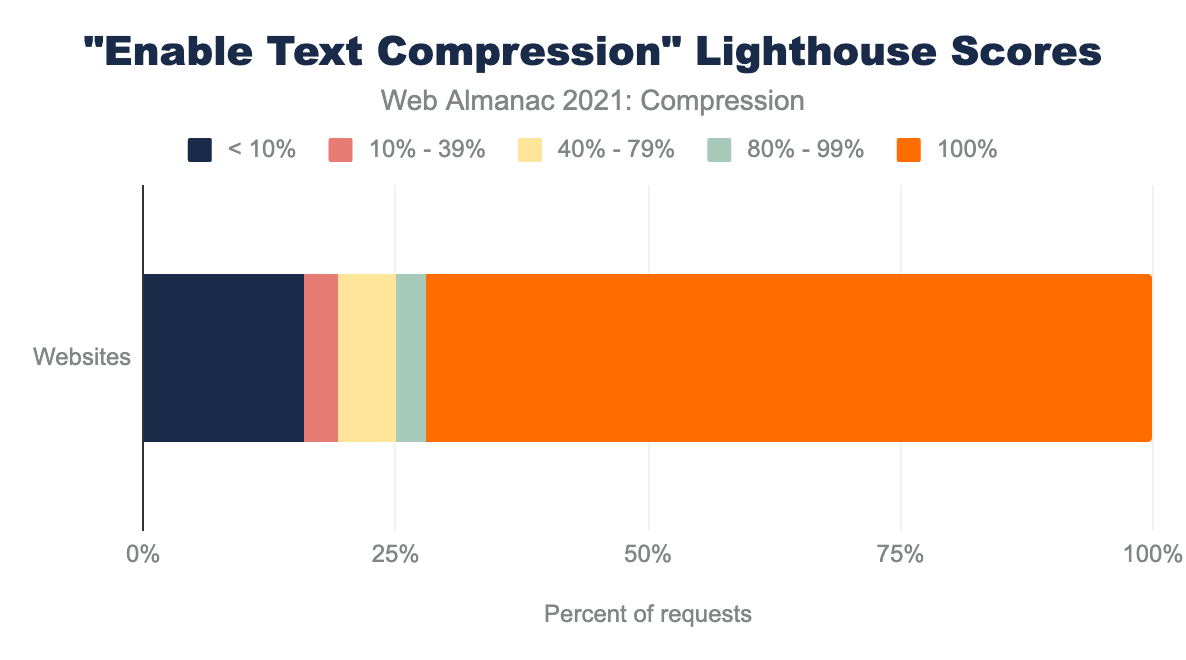 "Enable Text Compression" Lighthouse Scores
Web Almanac 2021: Compression
< 10% 10% - 39% 40% - 79% 80% - 99% 100%
Websites
0% 25% 50% 75% 100%
Percent of requests